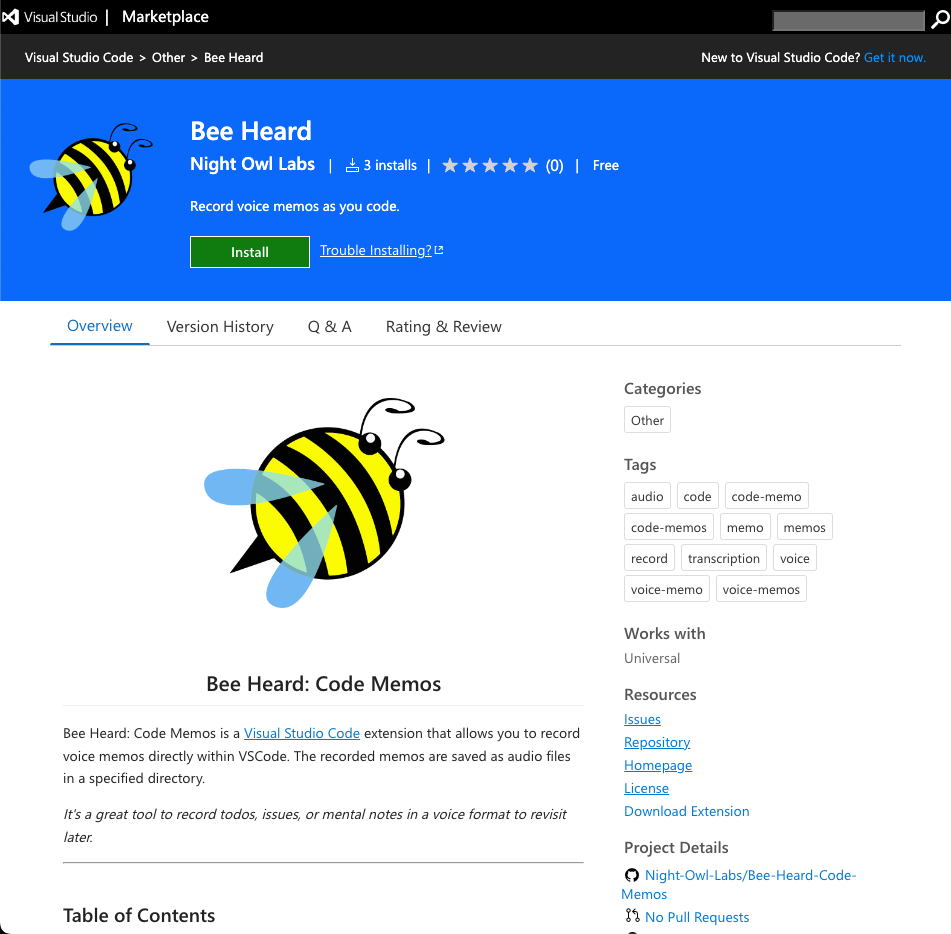 Visual Studio | Marketplace
Visual Studio Code > Other > Bee Heard
New to Visual Studio Code? Get it now.
Bee Heard
Night Owl Labs | 3 installs | (0) | Free
Record voice memos as you code.
Install Trouble Installing?
Overview Version History Q & A Rating & Review
Bee Heard: Code Memos
Bee Heard: Code Memos is a Visual Studio Code extension that allows you to record
voice memos directly within VSCode. The recorded memos are saved as audio files
in a specified directory.
It's a great tool to record todos, issues, or mental notes in a voice format to revisit
later.
Table of Contents
Categories
Other
Tags
audio code code-memo
code-memos memo memos
record transcription voice
voice-memo voice-memos
Works with
Universal
Resources
Issues
Repository
Homepage
License
Download Extension
Project Details
Night-Owl-Labs/Bee-Heard-Code-
Memos
No Pull Requests